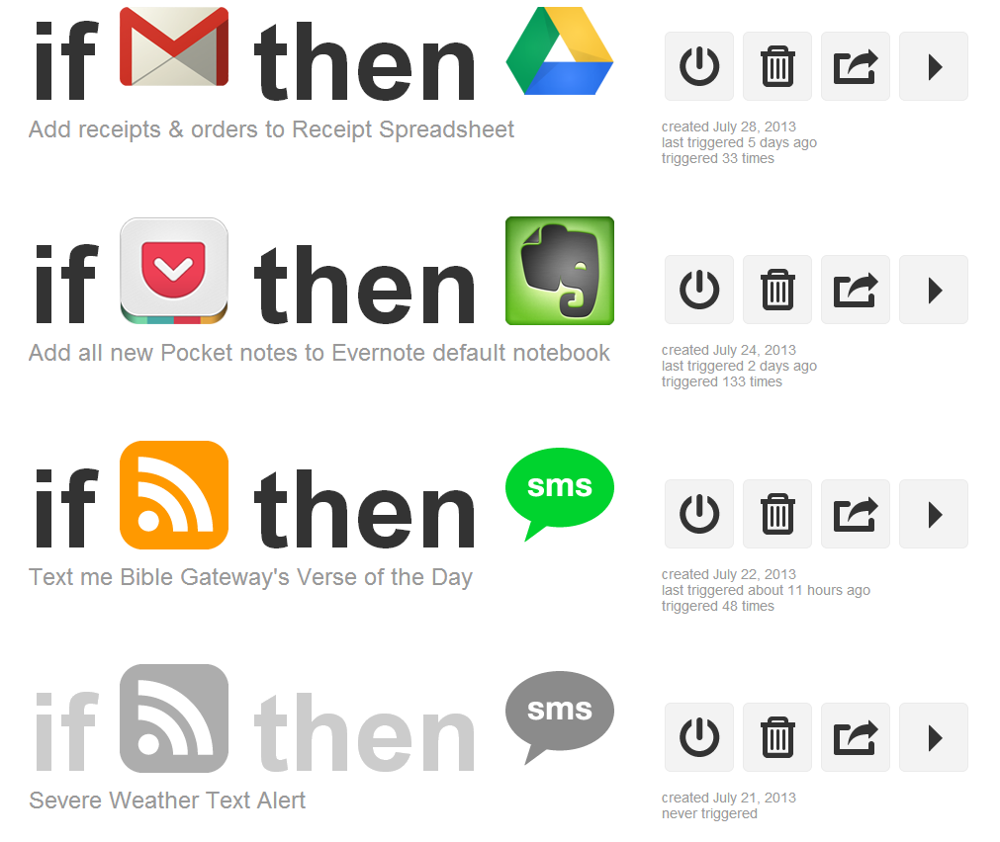 if then
Add receipts & orders to Receipt Spreadsheet
created July 28, 2013
last triggered 5 days ago
triggered 33 times
if then
Add all new Pocket notes to Evernote default notebook
created July 24, 2013
last triggered 2 days ago
triggered 133 times
if then sms
Text me Bible Gateway's Verse of the Day
created July 22, 2013
last triggered about 11 hours ago
triggered 48 times
if then sms
Severe Weather Text Alert
created July 21, 2013
never triggered